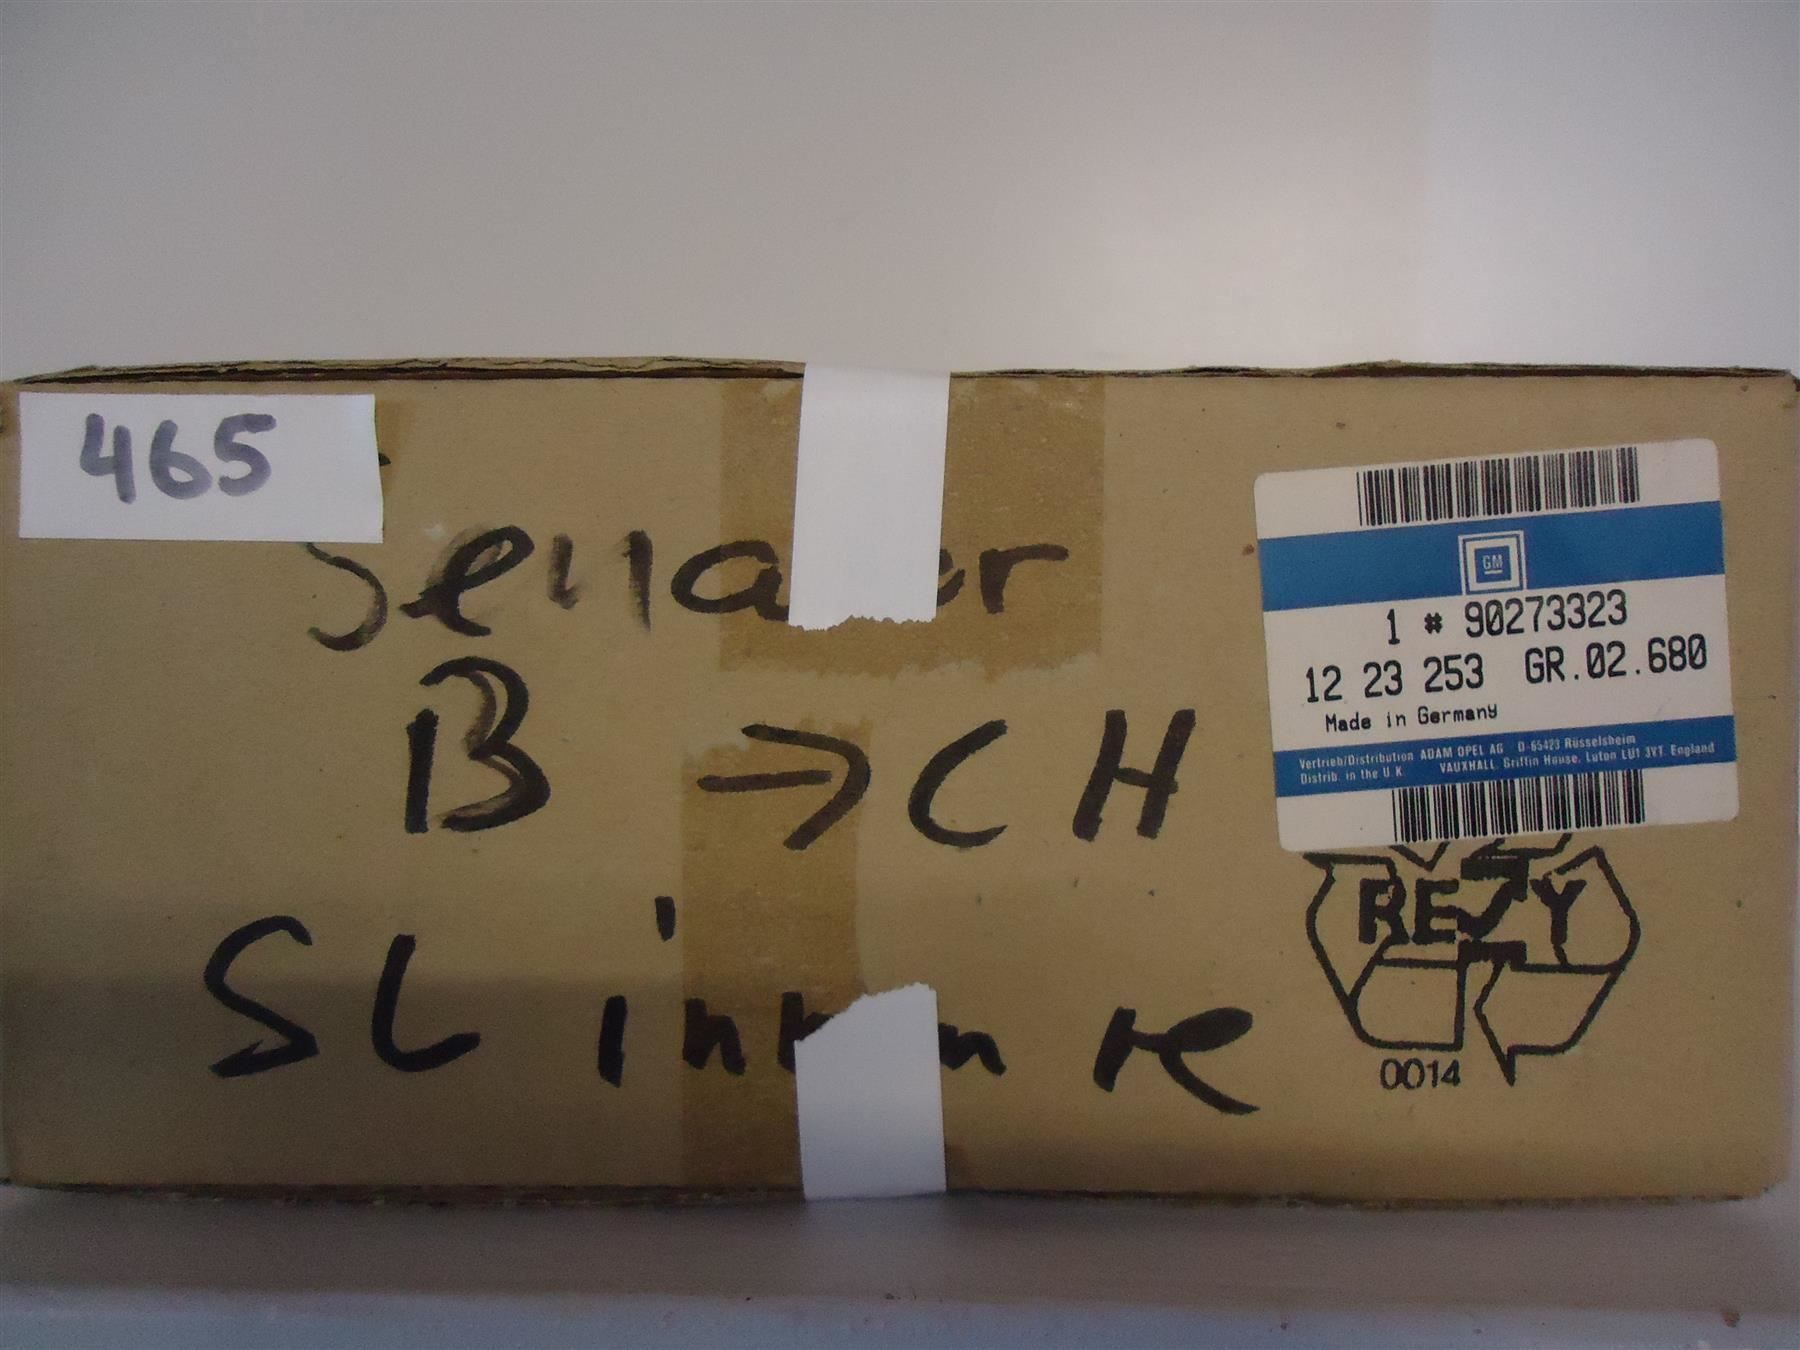 465
B → CH
SL innen re
GM
1 # 90273323
12 23 253 GR.02.680
Made in Germany
Vertrieb/Distribution ADAM OPEL AG D-65423 Rüsselsheim
Distrib. in the U.K VAUXHALL. Griffin House, Luton LU1 3YT. England
RESY
0014